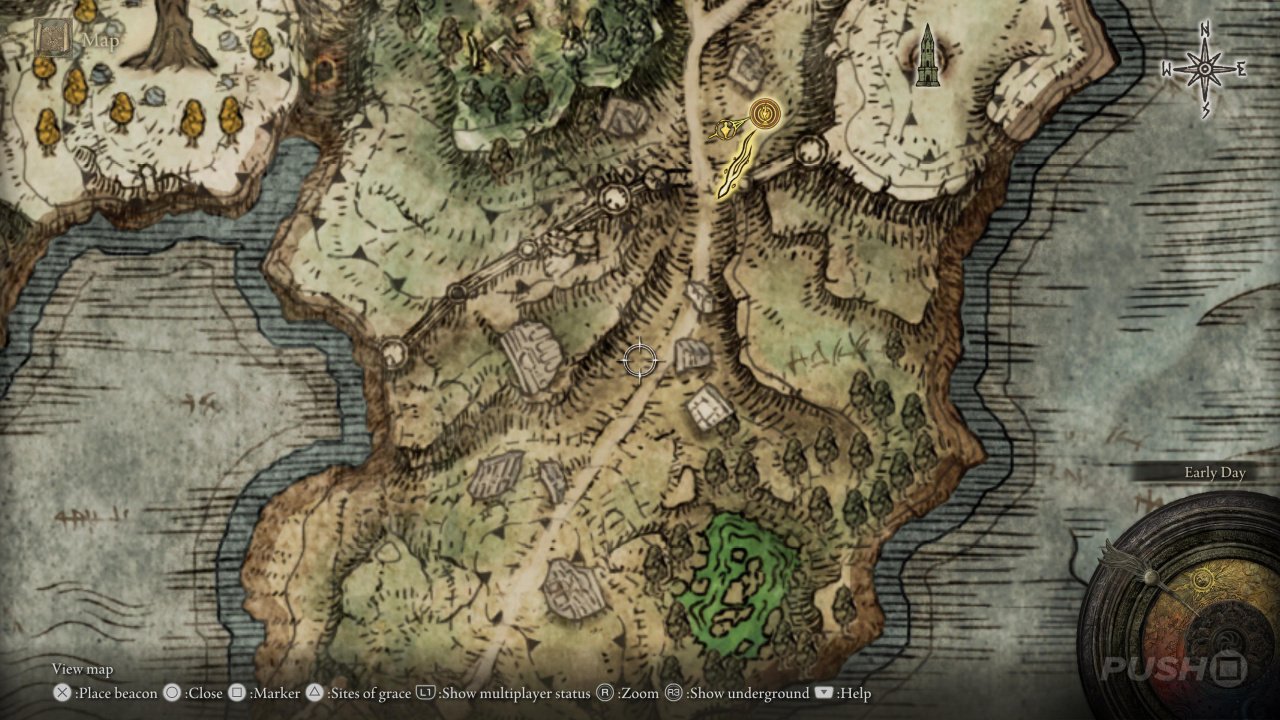 Map
N
W E
S
Early Day
View map
:Place beacon :Close :Marker :Sites of grace L1 :Show multiplayer status R :Zoom R3 :Show underground :Help
PUSH